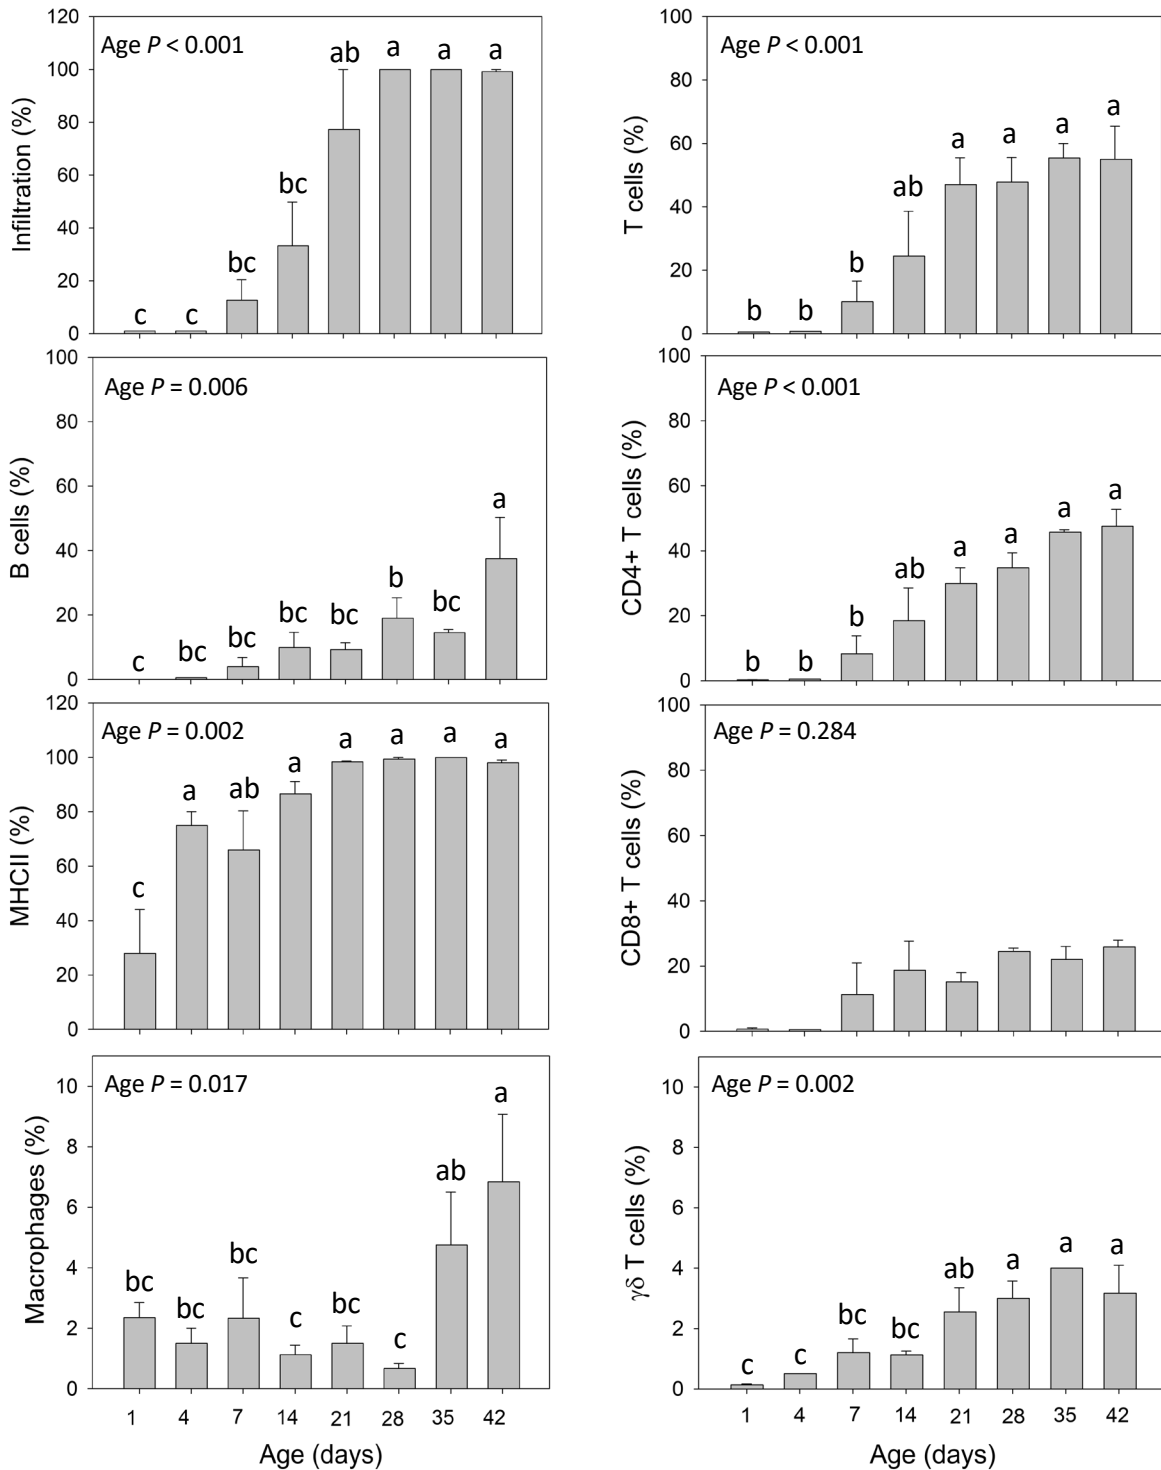 Infiltration (%)
120
100
80
60
40
20
0
Age P < 0.001
c c bc bc ab a a a
T cells (%)
100
80
60
40
20
0
Age P < 0.001
b b b ab a a a a
B cells (%)
100
80
60
40
20
0
Age P = 0.006
c bc bc bc bc b bc a
CD4+ T cells (%)
100
80
60
40
20
0
Age P < 0.001
b b b ab a a a a
MHCII (%)
120
100
80
60
40
20
0
Age P = 0.002
c a ab a a a a a
CD8+ T cells (%)
100
80
60
40
20
0
Age P = 0.284
Macrophages (%)
10
8
6
4
2
0
Age P = 0.017
bc bc bc c bc c ab a
1 4 7 14 21 28 35 42
Age (days)
γδ T cells (%)
10
8
6
4
2
0
Age P = 0.002
c c bc bc ab a a a
1 4 7 14 21 28 35 42
Age (days)